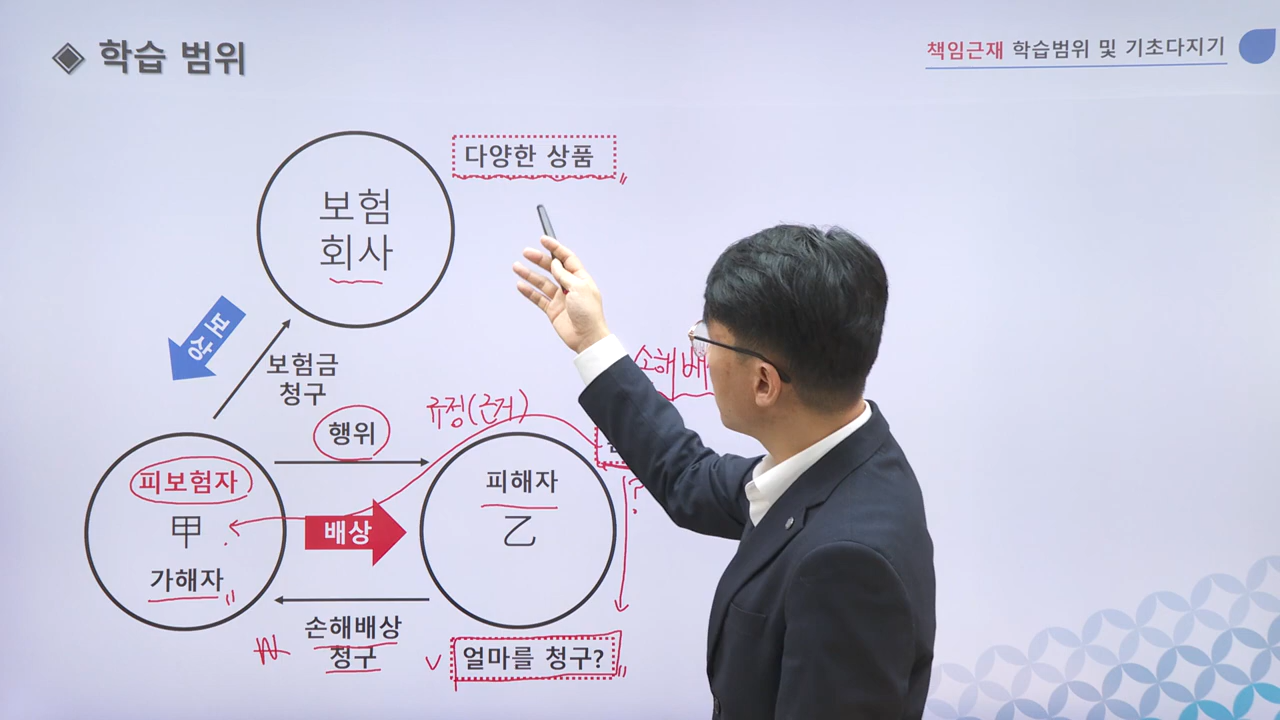 학습 범위
책임근재 학습범위 및 기초다지기
다양한 상품
보험
회사
보상
보험금
청구
손해배
규정(근거)
행위
피보험자
甲
가해자
배상
피해자
乙
?
손해배상
청구
얼마를 청구?